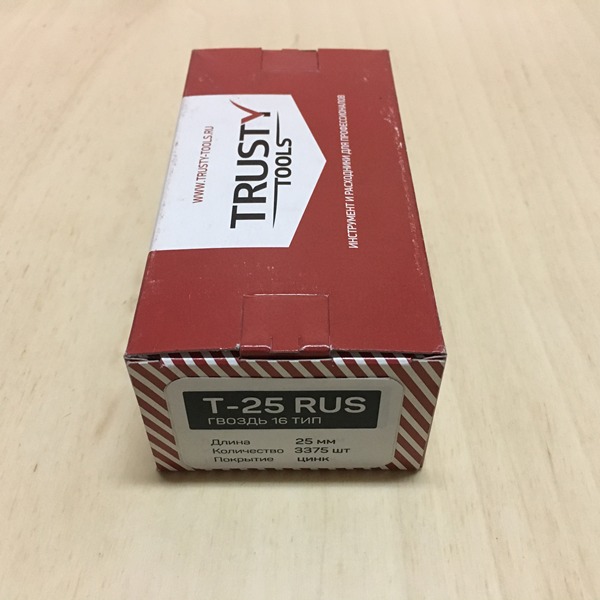 WWW.TRUSTY-TOOLS.RU
TRUSTY
TOOLS
ИНСТРУМЕНТ И РАСХОДНИКИ ДЛЯ ПРОФЕССИОНАЛОВ
T-25 RUS
ГВОЗДЬ 16 ТИП
Длина 25 мм
Количество 3375 шт
Покрытие цинк